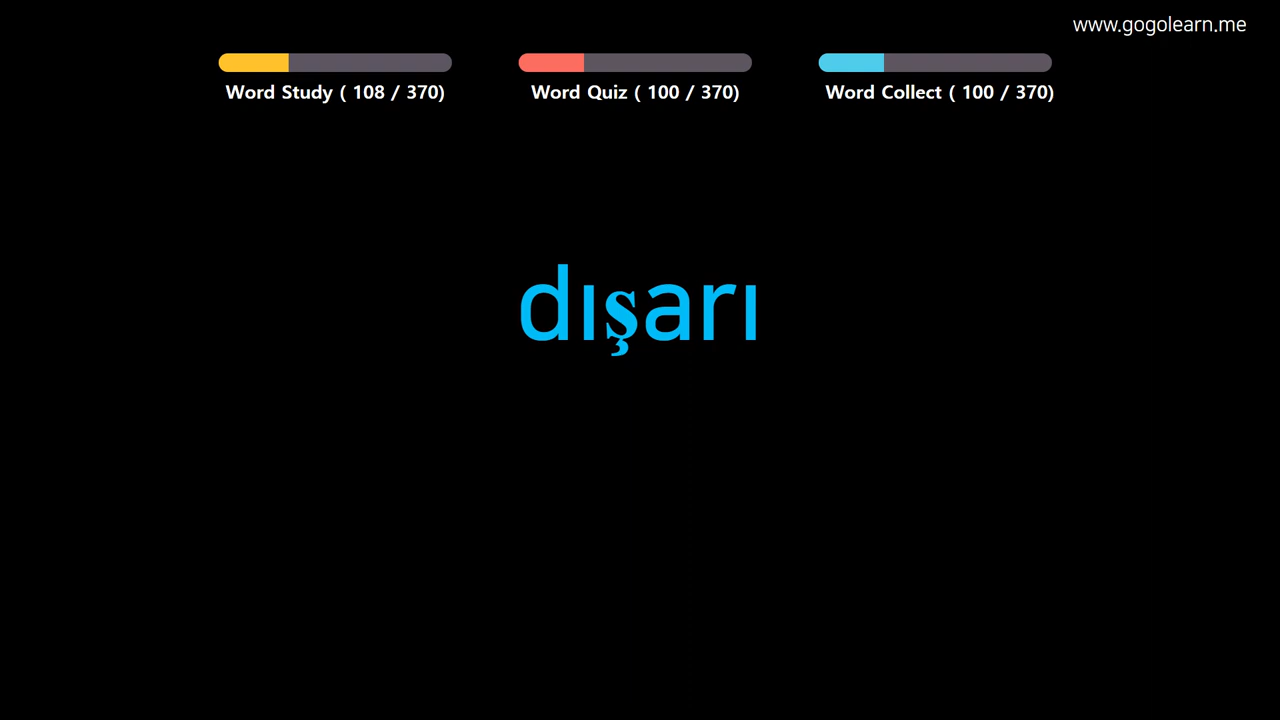 www.gogolearn.me
Word Study ( 108 / 370)
Word Quiz ( 100 / 370)
Word Collect ( 100 / 370)
dışarı